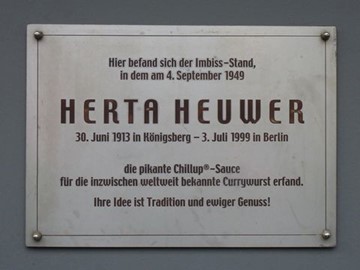 Hier befand sich der Imbiss-Stand,
in dem am 4. September 1949
HERTA HEUWER
30. Juni 1913 in Königsberg – 3. Juli 1999 in Berlin
die pikante Chillup®-Sauce
für die inzwischen weltweit bekannte Currywurst erfand.
Ihre Idee ist Tradition und ewiger Genuss!